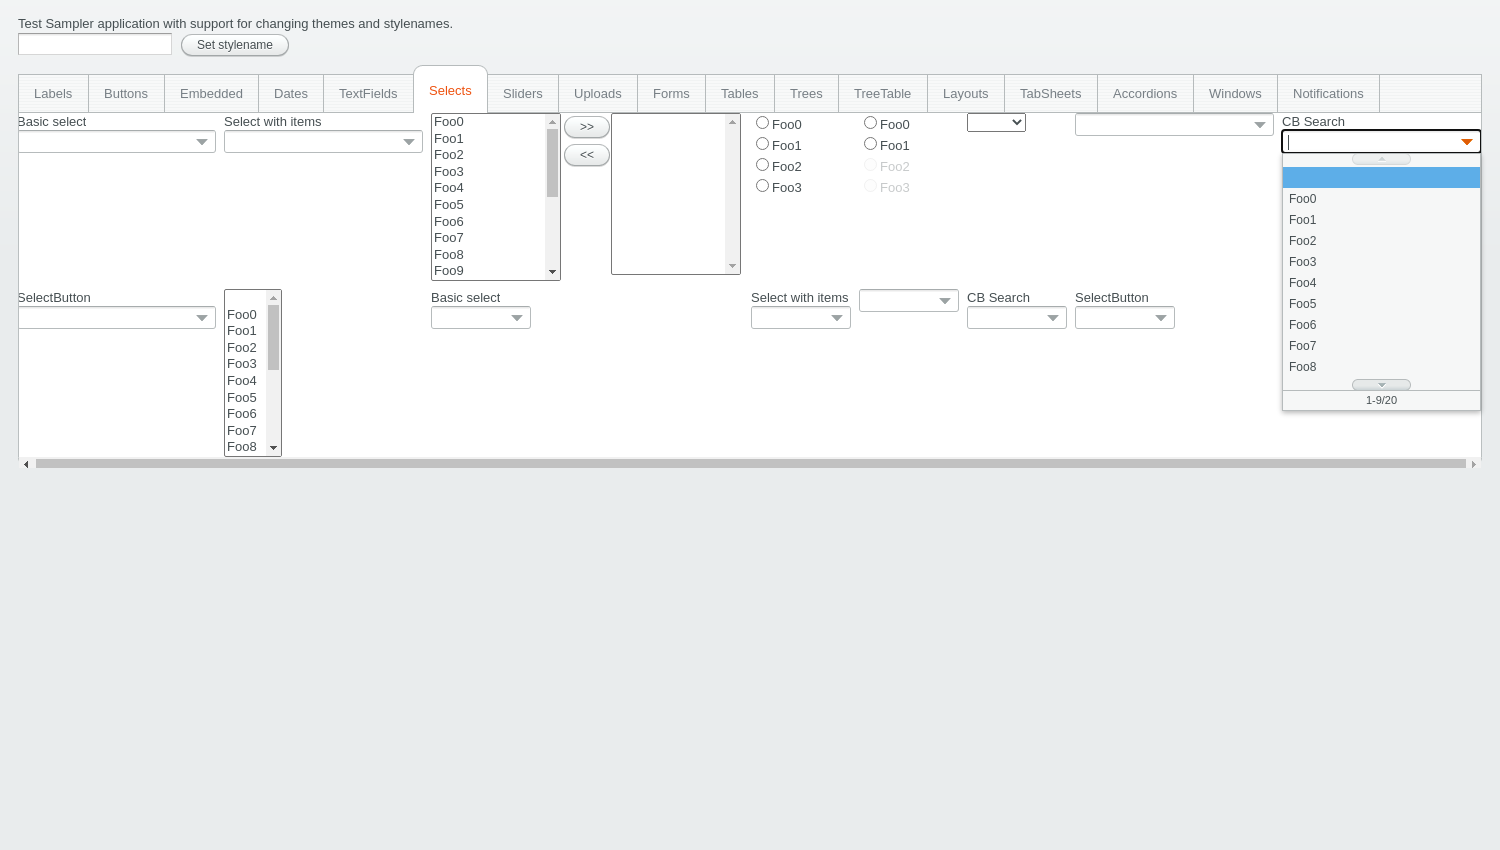 Test Sampler application with support for changing themes and stylenames.
Set stylename
Labels Buttons Embedded Dates TextFields Selects Sliders Uploads Forms Tables Trees TreeTable Layouts TabSheets Accordions Windows Notifications
Basic select
Select with items
Foo0
Foo1
Foo2
Foo3
Foo4
Foo5
Foo6
Foo7
Foo8
Foo9
>>
<<
Foo0
Foo1
Foo2
Foo3
Foo0
Foo1
Foo2
Foo3
CB Search
Foo0
Foo1
Foo2
Foo3
Foo4
Foo5
Foo6
Foo7
Foo8
1-9/20
SelectButton
Foo0
Foo1
Foo2
Foo3
Foo4
Foo5
Foo6
Foo7
Foo8
Basic select
Select with items
CB Search
SelectButton